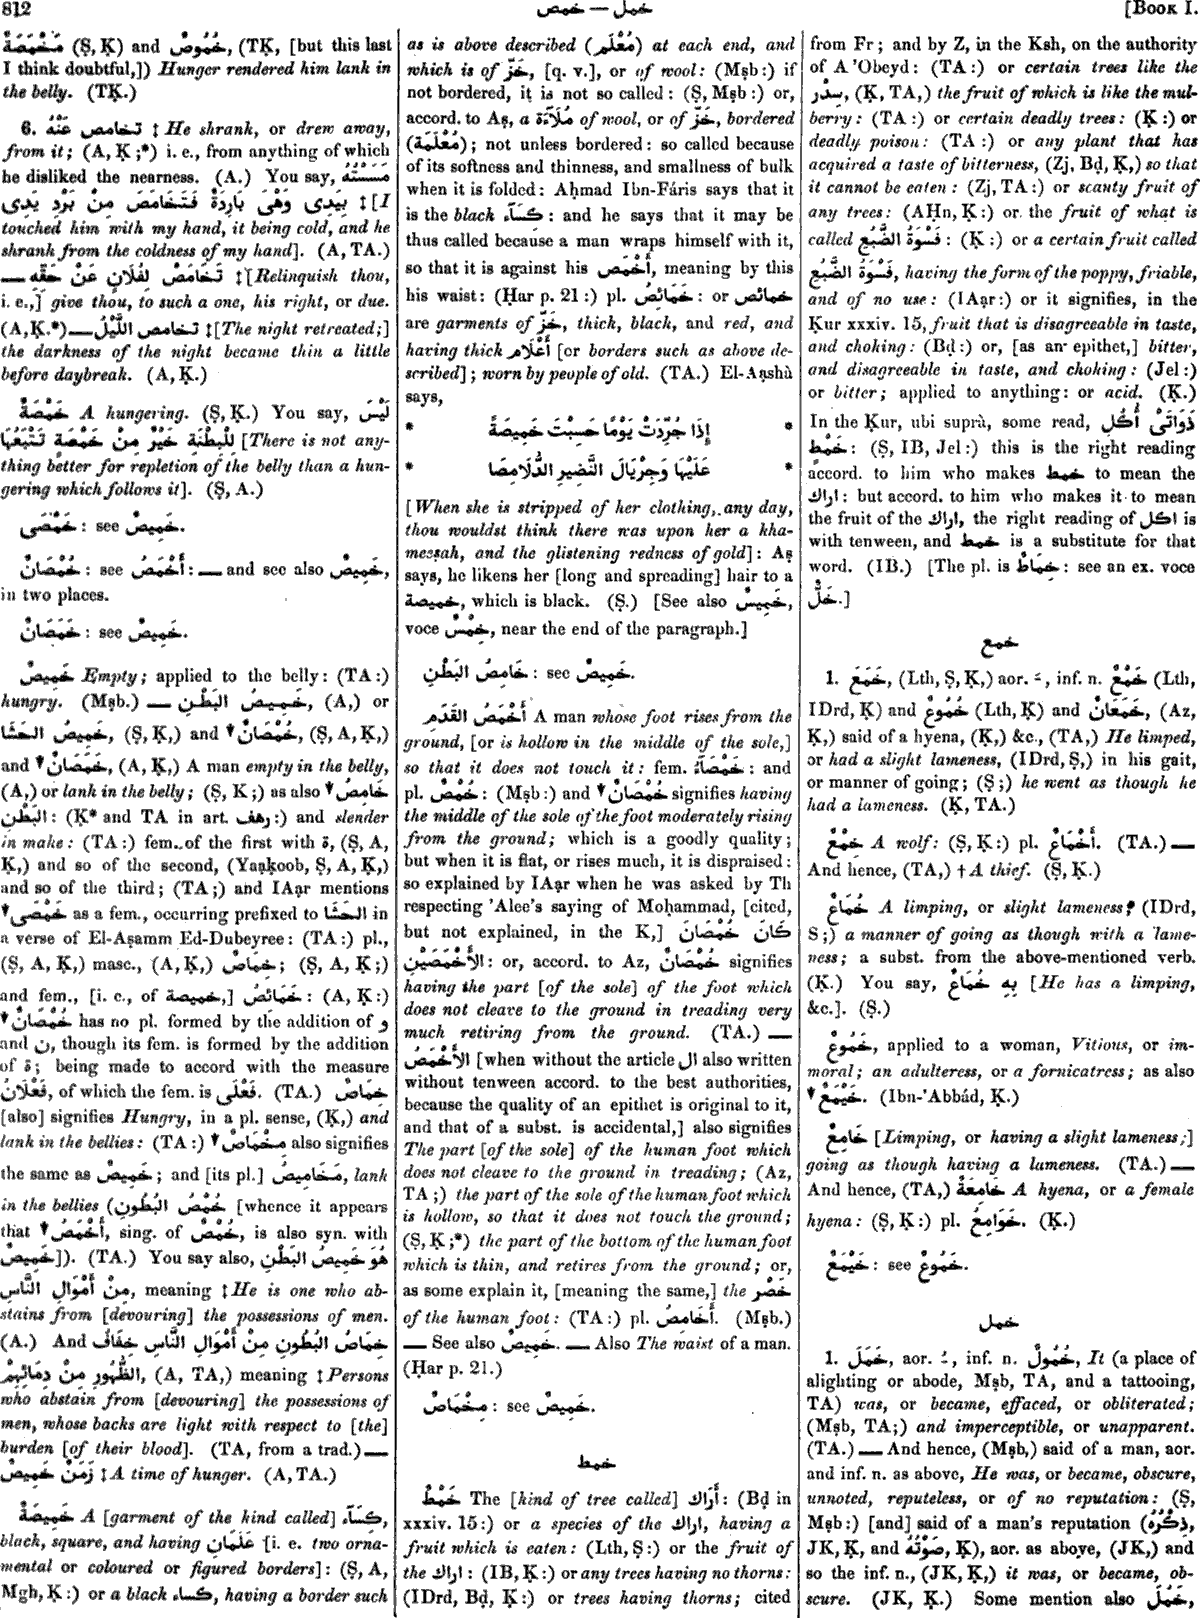 812
خمل — خمص
[BOOK I.
مَخْمَصَةٌ (Ṣ, Ḳ) and خُمُوصٌ, (TḲ, [but this last
I think doubtful,]) Hunger rendered him lank in
the belly. (TḲ.)
6. تخامص عَنْهُ ‡ He shrank, or drew away,
from it; (A, Ḳ;*) i. e., from anything of which
he disliked the nearness. (A.) You say, مَسَسْتُهُ
بِيَدِى وَهْىَ بَارِدَةٌ فَتَخَامَصَ مِنْ بَرْدِ يَدِى ‡ [I
touched him with my hand, it being cold, and he
shrank from the coldness of my hand]. (A, TA.)
— تَخَامَصْ لِفُلَانٍ عَنْ حَقِّهِ ‡ [Relinquish thou,
i. e.,] give thou, to such a one, his right, or due.
(A, Ḳ.*) — تخامص اللَّيْلُ ‡ [The night retreated;]
the darkness of the night became thin a little
before daybreak. (A, Ḳ.)
خَمْصَةٌ A hungering. (Ṣ, Ḳ.) You say, لَيْسَ
لِلْبِطْنَةِ خَيْرٌ مِنْ خَمْصَةٍ تَتْبَعُهَا [There is not any-
thing better for repletion of the belly than a hun-
gering which follows it]. (Ṣ, A.)
خَمْصَى : see خَمِيصٌ.
خُمْصَانٌ : see أَخْمَصُ : — and see also خَمِيصٌ,
in two places.
خَمَصَانٌ : see خَمِيصٌ.
خَمِيصٌ Empty; applied to the belly: (TA:)
hungry. (Mṣb.) — خَمِيصُ البَطْنِ, (A,) or
خَمِيصُ الحَشَا, (Ṣ, Ḳ,) and ▼ خُمْصَانٌ, (Ṣ, A, Ḳ,)
and ▼ خَمَصَانٌ, (A, Ḳ,) A man empty in the belly,
(A,) or lank in the belly; (Ṣ, K;) as also ▼ خَامِصُ
البَطْنِ: (Ḳ* and TA in art. رهف:) and slender
in make: (TA:) fem. of the first with ة, (Ṣ, A,
Ḳ,) and so of the second, (Yaạḳoob, Ṣ, A, Ḳ,)
and so of the third; (TA;) and IAạr mentions
▼ خَمْصَى as a fem., occurring prefixed to الحَشَا in
a verse of El-Aṣamm Ed-Dubeyree: (TA:) pl.,
(Ṣ, A, Ḳ,) masc., (A, Ḳ,) خِمَاصٌ; (Ṣ, A, K;)
and fem., [i. e., of خميصة,] خَمَائِصُ : (A, Ḳ:)
▼ خُمْصَانٌ has no pl. formed by the addition of و
and ن, though its fem. is formed by the addition
of ة; being made to accord with the measure
فَعْلَانُ, of which the fem. is فَعْلَى. (TA.) خِمَاصٌ
[also] signifies Hungry, in a pl. sense, (Ḳ,) and
lank in the bellies: (TA:) ▼ مِخْمَاصٌ also signifies
the same as خَمِيصٌ; and [its pl.] مَخَامِيصُ, lank
in the bellies (خُمْصُ البُطُونِ) [whence it appears
that ▼ أَخْمَصُ, sing. of خُمْصٌ, is also syn. with
خَمِيصٌ]). (TA.) You say also, هُوَ خَمِيصُ البَطْنِ
مِنْ أَمْوَالِ النَّاسِ, meaning ‡ He is one who ab-
stains from [devouring] the possessions of men.
(A.) And خِمَاصُ البُطُونِ مِنْ أَمْوَالِ النَّاسِ خِفَافُ
الظُّهُورِ مِنْ دِمَائِهِمْ, (A, TA,) meaning ‡ Persons
who abstain from [devouring] the possessions of
men, whose backs are light with respect to [the]
burden [of their blood]. (TA, from a trad.) —
زَمَنٌ خَمِيصٌ ‡ A time of hunger. (A, TA.)
خَمِيصَةٌ A [garment of the kind called] كِسَآء,
black, square, and having عَلَمَانِ [i. e. two orna-
mental or coloured or figured borders]: (Ṣ, A,
Mgh, Ḳ:) or a black كساء, having a border such
as is above described (مُعْلَم) at each end, and
which is of خَزّ, [q. v.], or of wool: (Mṣb:) if
not bordered, it is not so called: (Ṣ, Mṣb:) or,
accord. to Aṣ, a مُلَآءَة of wool, or of خَزّ, bordered
(مُعْلَمَة); not unless bordered: so called because
of its softness and thinness, and smallness of bulk
when it is folded: Aḥmad Ibn-Fáris says that it
is the black كِسَآء : and he says that it may be
thus called because a man wraps himself with it,
so that it is against his أَخْمَص, meaning by this
his waist: (Ḥar p. 21:) pl. خَمَائِصُ : or خمائص
are garments of خَزّ, thick, black, and red, and
having thick أَعْلَام [or borders such as above de-
scribed]; worn by people of old. (TA.) El-Aạshà
says,
* إِذَا جُرِّدَتْ يَوْمًا حَسِبْتَ خَمِيصَةً *
* عَلَيْهَا وَجِرْيَالَ النَّضِيرِ الدُّلَامِصَا *
[When she is stripped of her clothing, any day,
thou wouldst think there was upon her a kha-
meeṣah, and the glistening redness of gold]: Aṣ
says, he likens her [long and spreading] hair to a
خميصة, which is black. (Ṣ.) [See also خَمِيسٌ,
voce خِمْسٌ, near the end of the paragraph.]
خَامِصُ البَطْنِ : see خَمِيصٌ.
أَخْمَصُ القَدَمِ A man whose foot rises from the
ground, [or is hollow in the middle of the sole,]
so that it does not touch it: fem. خَمْصَآءُ : and
pl. خُمْصٌ : (Mṣb:) and ▼ خُمْصَانٌ signifies having
the middle of the sole of the foot moderately rising
from the ground; which is a goodly quality;
but when it is flat, or rises much, it is dispraised:
so explained by IAạr when he was asked by Th
respecting 'Alee's saying of Moḥammad, [cited,
but not explained, in the K,] كَانَ خُمْصَانَ
الأَخْمَصَيْنِ: or, accord. to Az, خُمْصَانٌ signifies
having the part [of the sole] of the foot which
does not cleave to the ground in treading very
much retiring from the ground. (TA.) —
الأَخْمَصُ [when without the article ال also written
without tenween accord. to the best authorities,
because the quality of an epithet is original to it,
and that of a subst. is accidental,] also signifies
The part [of the sole] of the human foot which
does not cleave to the ground in treading; (Az,
TA;) the part of the sole of the human foot which
is hollow, so that it does not touch the ground;
(Ṣ, Ḳ;*) the part of the bottom of the human foot
which is thin, and retires from the ground; or,
as some explain it, [meaning the same,] the خَصْر
of the human foot: (TA:) pl. أَخَامِصُ. (Mṣb.)
— See also خَمِيصٌ. — Also The waist of a man.
(Ḥar p. 21.)
مِخْمَاصٌ : see خَمِيصٌ.
خمط
خَمْطٌ The [kind of tree called] أَرَاك : (Bḍ in
xxxiv. 15:) or a species of the اراك, having a
fruit which is eaten: (Lth, Ṣ:) or the fruit of
the اراك : (IB, Ḳ:) or any trees having no thorns:
(IDrd, Bḍ, Ḳ:) or trees having thorns; cited
from Fr; and by Z, in the Ksh, on the authority
of A'Obeyd: (TA:) or certain trees like the
سِدْر, (Ḳ, TA,) the fruit of which is like the mul-
berry: (TA:) or certain deadly trees: (Ḳ:) or
deadly poison: (TA:) or any plant that has
acquired a taste of bitterness, (Zj, Bḍ, Ḳ,) so that
it cannot be eaten: (Zj, TA:) or scanty fruit of
any trees: (AḤn, Ḳ:) or the fruit of what is
called فَسْوَةُ الضَّبُعِ : (Ḳ:) or a certain fruit called
فَسْوَةُ الضَّبُعِ, having the form of the poppy, friable,
and of no use: (IAạr:) or it signifies, in the
Ḳur xxxiv. 15, fruit that is disagreeable in taste,
and choking: (Bḍ:) or, [as an epithet,] bitter,
and disagreeable in taste, and choking: (Jel:)
or bitter; applied to anything: or acid. (Ḳ.)
In the Ḳur, ubi suprà, some read, ذَوَاتَىْ أُكُلِ
خَمْطٍ : (Ṣ, IB, Jel:) this is the right reading
accord. to him who makes خمط to mean the
اراك : but accord. to him who makes it to mean
the fruit of the اراك, the right reading of اكل is
with tenween, and خمط is a substitute for that
word. (IB.) [The pl. is خِمَاطٌ : see an ex. voce
خَلٌّ.]
خمع
1. خَمَعَ, (Lth, Ṣ, Ḳ,) aor. ـَ, inf. n. خَمْعٌ (Lth,
IDrd, Ḳ) and خُمُوعٌ (Lth, Ḳ) and خَمَعَانٌ, (Az,
Ḳ,) said of a hyena, (Ḳ,) &c., (TA,) He limped,
or had a slight lameness, (IDrd, Ṣ,) in his gait,
or manner of going; (Ṣ;) he went as though he
had a lameness. (Ḳ, TA.)
خِمْعٌ A wolf: (Ṣ, Ḳ:) pl. أَخْمَاعٌ. (TA.) —
And hence, (TA,) † A thief. (Ṣ, Ḳ.)
خُمَاعٌ A limping, or slight lameness; (IDrd,
S;) a manner of going as though with a lame-
ness; a subst. from the above-mentioned verb.
(Ḳ.) You say, بِهِ خُمَاعٌ [He has a limping,
&c.]. (Ṣ.)
خَمُوعٌ, applied to a woman, Vitious, or im-
moral; an adulteress, or a fornicatress; as also
▼ خَيْمَعٌ. (Ibn-'Abbád, Ḳ.)
خَامِعٌ [Limping, or having a slight lameness;]
going as though having a lameness. (TA.) —
And hence, (TA,) خَامِعَةٌ A hyena, or a female
hyena: (Ṣ, Ḳ:) pl. خَوَامِعُ. (Ḳ.)
خَيْمَعٌ : see خَمُوعٌ.
خمل
1. خَمَلَ, aor. ـُ, inf. n. خُمُولٌ, It (a place of
alighting or abode, Mṣb, TA, and a tattooing,
TA) was, or became, effaced, or obliterated;
(Mṣb, TA;) and imperceptible, or unapparent.
(TA.) — And hence, (Mṣb,) said of a man, aor.
and inf. n. as above, He was, or became, obscure,
unnoted, reputeless, or of no reputation: (Ṣ,
Mṣb:) [and] said of a man's reputation (ذِكْرُهُ,
JK, Ḳ, and صَوْتُهُ, Ḳ), aor. as above, (JK,) and
so the inf. n., (JK, Ḳ,) it was, or became, ob-
scure. (JK, Ḳ.) Some mention also خَمُلَ,